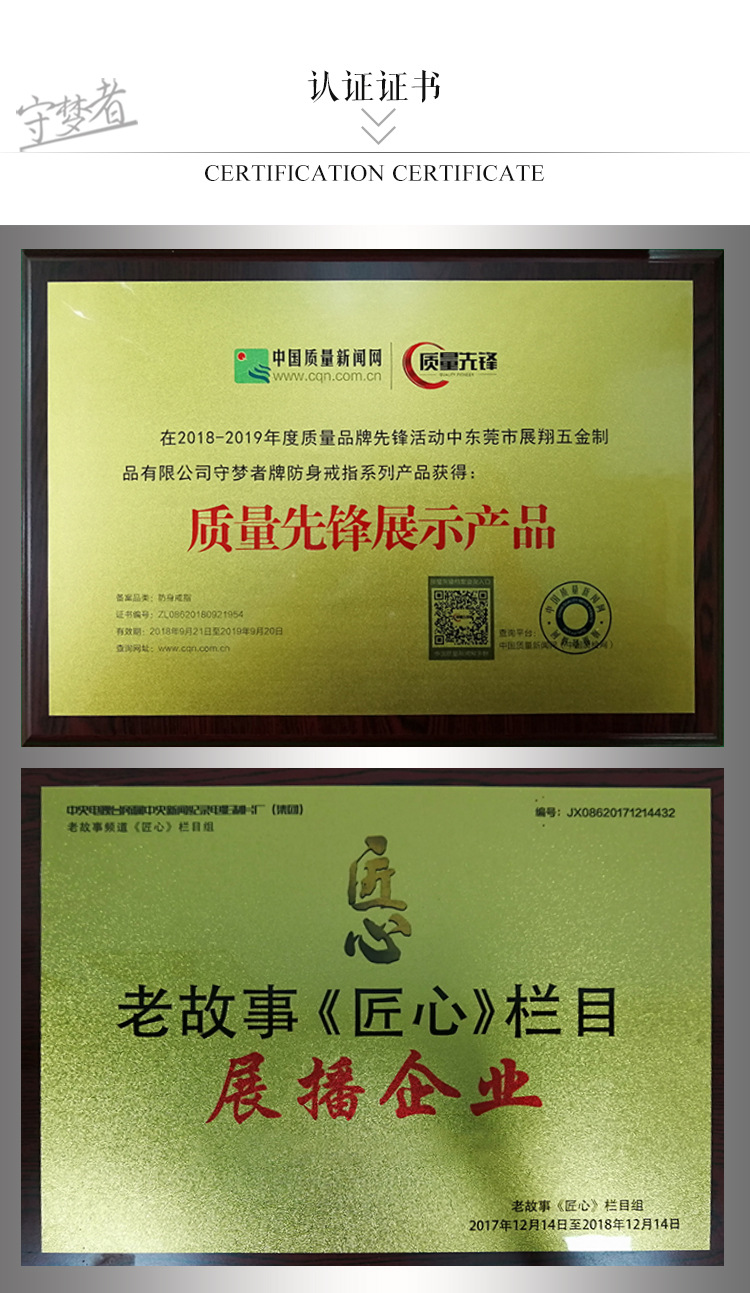 认证证书
守梦者
CERTIFICATION CERTIFICATE
中国质量新闻网
www.cqn.com.cn
质量先锋
在2018-2019年度质量品牌先锋活动中东莞市展翔五金制
品有限公司守梦者牌防身戒指系列产品获得：
质量先锋展示产品
备案品类：防身戒指
证书编号：ZL08620180921954
有效期：2018年9月21日至2019年9月20日
查询网址：www.cqn.com.cn
查询平台：
中国质量新闻网
中国质量新闻网
老故事频道《匠心》栏目组
编号：JX08620171214432
匠心
老故事《匠心》栏目
展播企业
老故事《匠心》栏目组
2017年12月14日至2018年12月14日